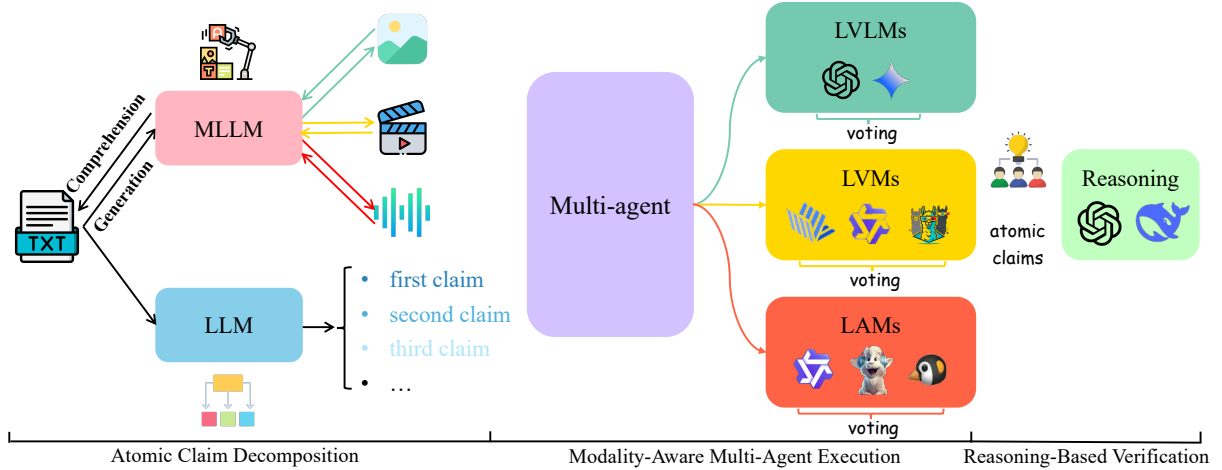 Comprehension
Generation
TXT
MLLM
LLM
A
T
first claim
second claim
third claim
…
Multi-agent
LVLMs
voting
LVMs
voting
LAMs
voting
atomic
claims
Reasoning
Atomic Claim Decomposition
Modality-Aware Multi-Agent Execution
Reasoning-Based Verification